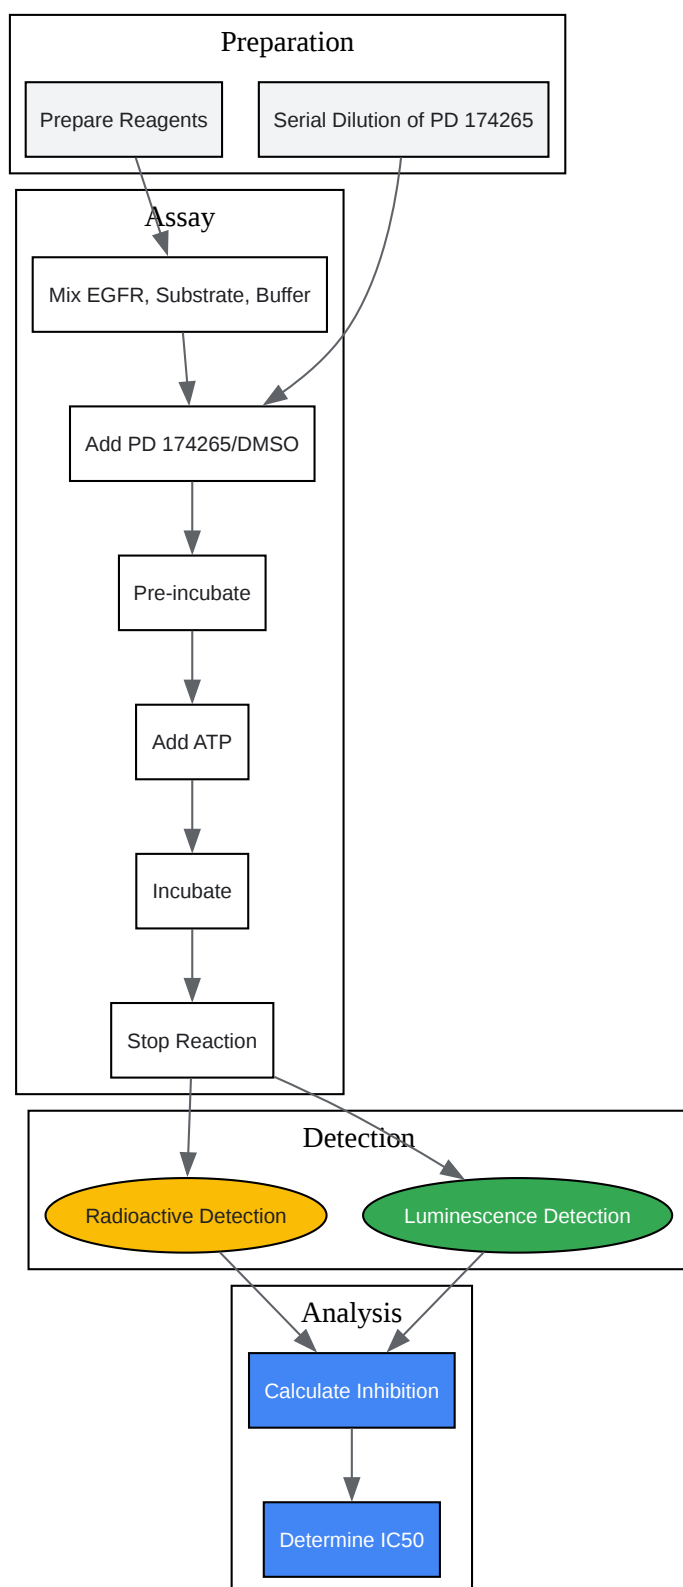 Preparation
Prepare Reagents
Serial Dilution of PD 174265
Assay
Mix EGFR, Substrate, Buffer
Add PD 174265/DMSO
Pre-incubate
Add ATP
Incubate
Stop Reaction
Detection
Radioactive Detection
Luminescence Detection
Analysis
Calculate Inhibition
Determine IC50